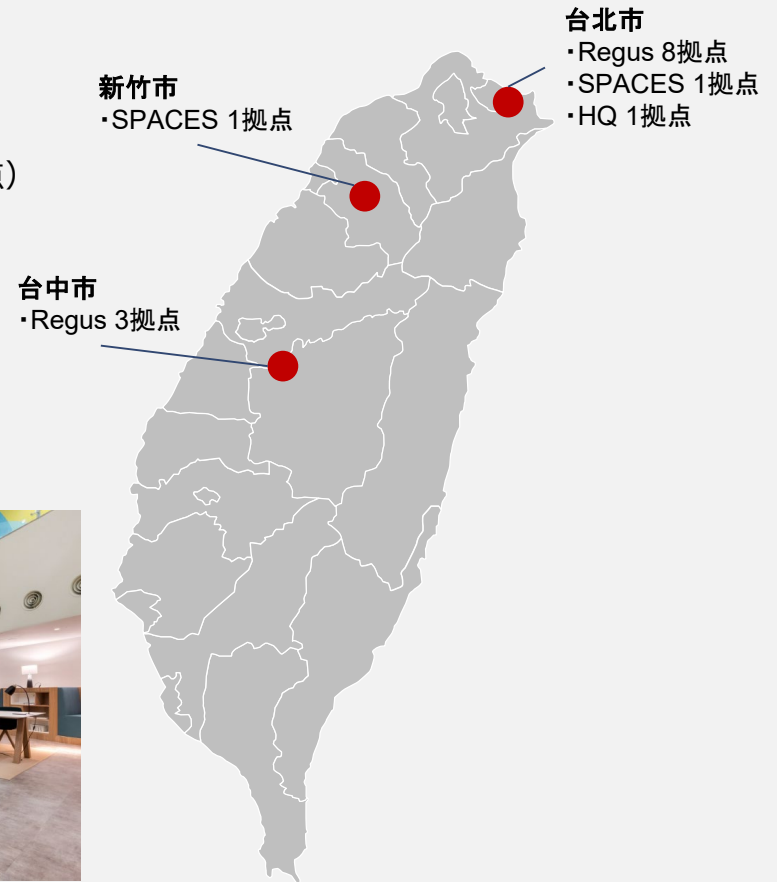 台北市
・Regus 8拠点
・SPACES 1拠点
・HQ 1拠点
新竹市
・SPACES 1拠点
点）
台中市
・Regus 3拠点